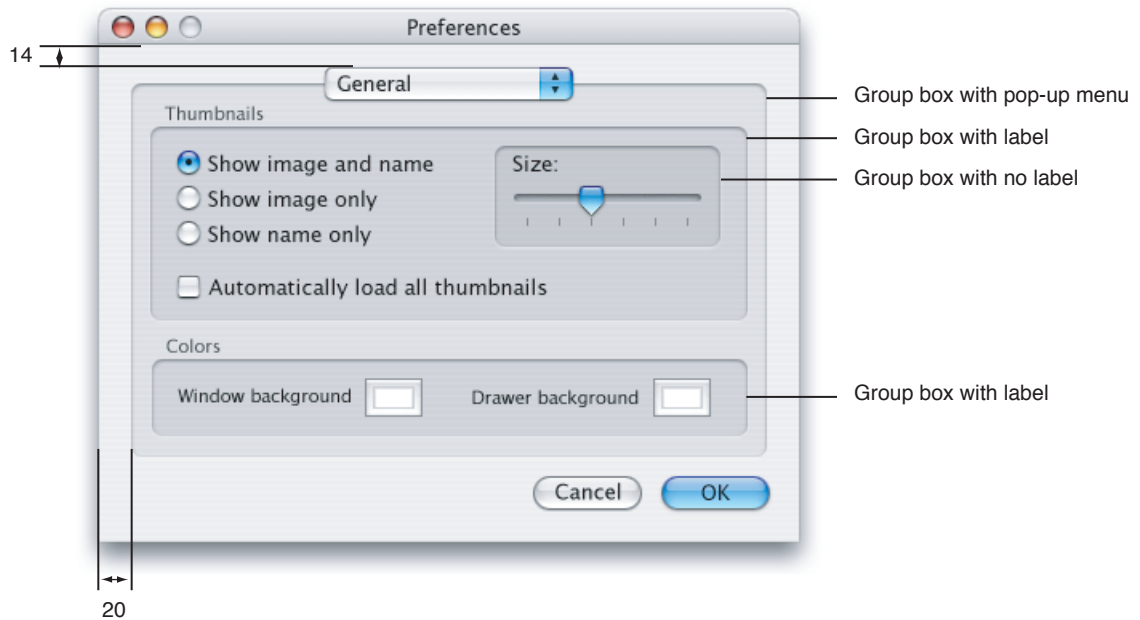 Preferences
14
General
Group box with pop-up menu
Thumbnails
Group box with label
Show image and name
Size:
Group box with no label
Show image only
Show name only
Automatically load all thumbnails
Colors
Window background
Drawer background
Group box with label
Cancel
OK
20